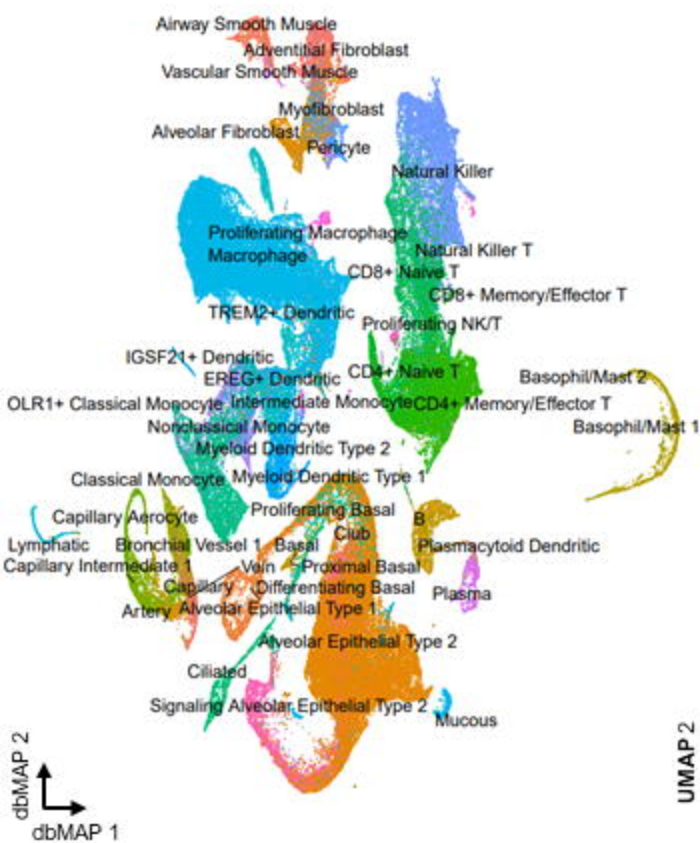 Airway Smooth Muscle
Adventitial Fibroblast
Vascular Smooth Muscle
Myofibroblast
Alveolar Fibroblast
Pericyte
Natural Killer
Proliferating Macrophage
Natural Killer T
Macrophage
CD8+ Naive T
CD8+ Memory/Effector T
TREM2+ Dendritic
Proliferating NK/T
IGSF21+ Dendritic
CD4+ Naive T
EREG+ Dendritic
Basophil/Mast 2
OLR1+ Classical Monocyte
Intermediate Monocyte
CD4+ Memory/Effector T
Nonclassical Monocyte
Basophil/Mast 1
Myeloid Dendritic Type 2
Classical Monocyte
Myeloid Dendritic Type 1
Proliferating Basal
Capillary Aerocyte
B
Club
Lymphatic
Bronchial Vessel 1
Basal
Plasmacytoid Dendritic
Capillary Intermediate 1
Vein
Proximal Basal
Capillary
Differentiating Basal
Plasma
Artery
Alveolar Epithelial Type 1
Alveolar Epithelial Type 2
Ciliated
Signaling Alveolar Epithelial Type 2
Mucous
dbMAP 2
UMAP 2
dbMAP 1